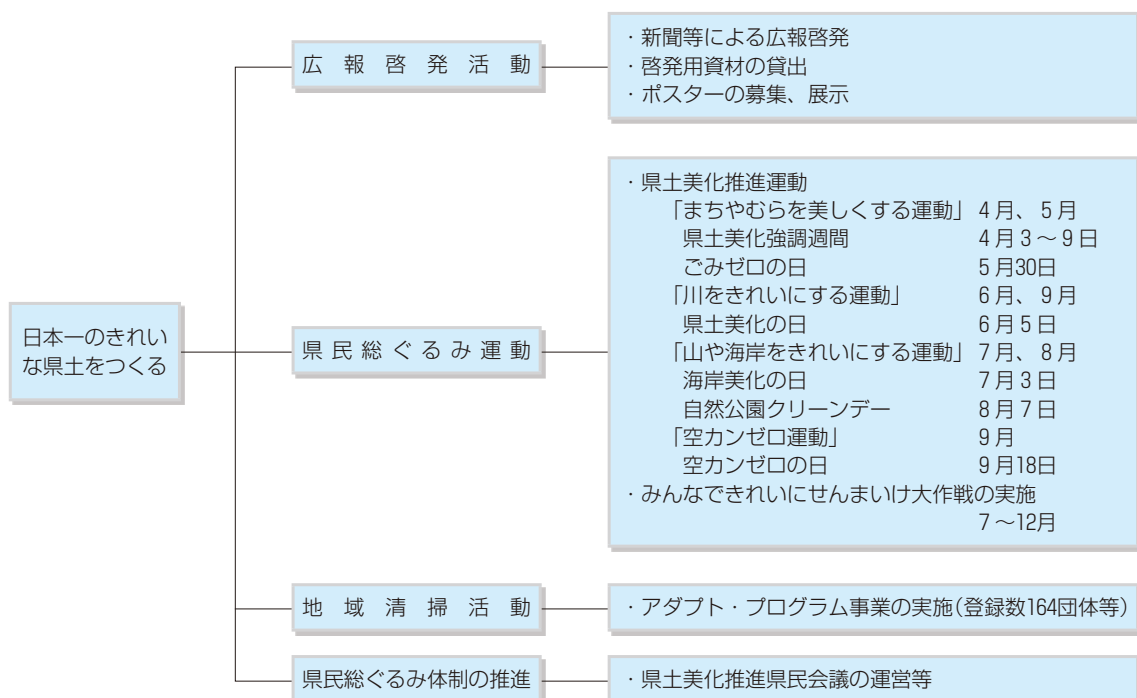 広報啓発活動
・新聞等による広報啓発
・啓発用資材の貸出
・ポスターの募集、展示
日本一のきれい
な県土をつくる
県民総ぐるみ運動
・県土美化推進運動
「まちやむらを美しくする運動」 4月、5月
県土美化強調週間 4月3～9日
ごみゼロの日 5月30日
「川をきれいにする運動」 6月、9月
県土美化の日 6月5日
「山や海岸をきれいにする運動」 7月、8月
海岸美化の日 7月3日
自然公園クリーンデー 8月7日
「空カンゼロ運動」 9月
空カンゼロの日 9月18日
・みんなできれいにせんまいけ大作戦の実施
7～12月
地域清掃活動
・アダプト・プログラム事業の実施(登録数164団体等)
県民総ぐるみ体制の推進
・県土美化推進県民会議の運営等